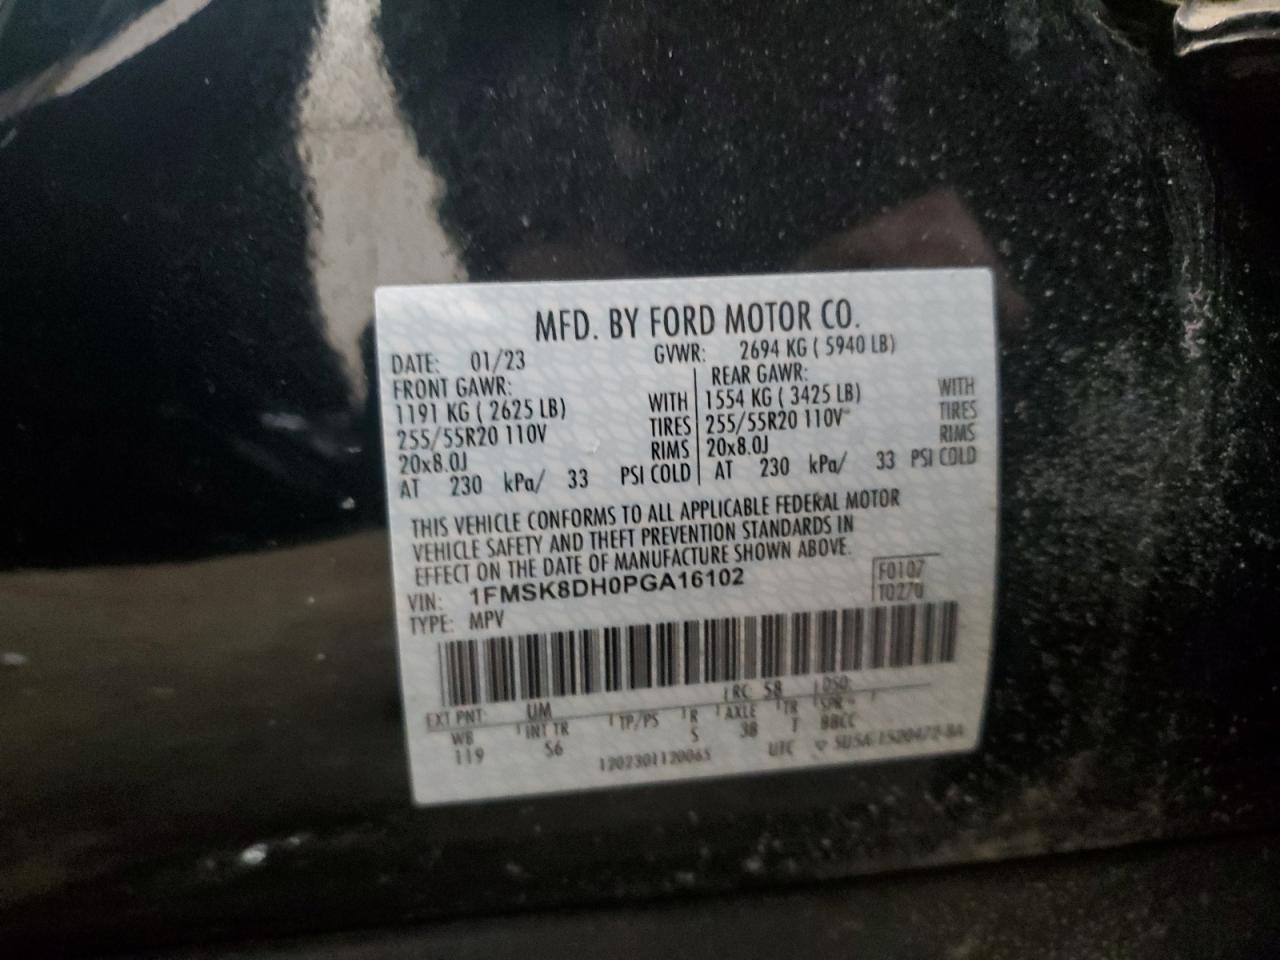 MFD. BY FORD MOTOR CO.
DATE: 01/23 GVWR: 2694 KG ( 5940 LB)
FRONT GAWR: REAR GAWR:
1191 KG ( 2625 LB) WITH 1554 KG ( 3425 LB) WITH
255/55R20 110V TIRES 255/55R20 110V TIRES
20x8.0J RIMS 20x8.0J RIMS
AT 230 kPa/ 33 PSI COLD AT 230 kPa/ 33 PSI COLD
THIS VEHICLE CONFORMS TO ALL APPLICABLE FEDERAL MOTOR
VEHICLE SAFETY AND THEFT PREVENTION STANDARDS IN
EFFECT ON THE DATE OF MANUFACTURE SHOWN ABOVE.
VIN: 1FMSK8DH0PGA16102 F0107
TYPE: MPV T0270
EXT PNT: UM RC: 58 DSO:
WB INT TR TP/PS R AXLE TR SPR
119 S6 S 38 T BBCC
1202301120065 UTC